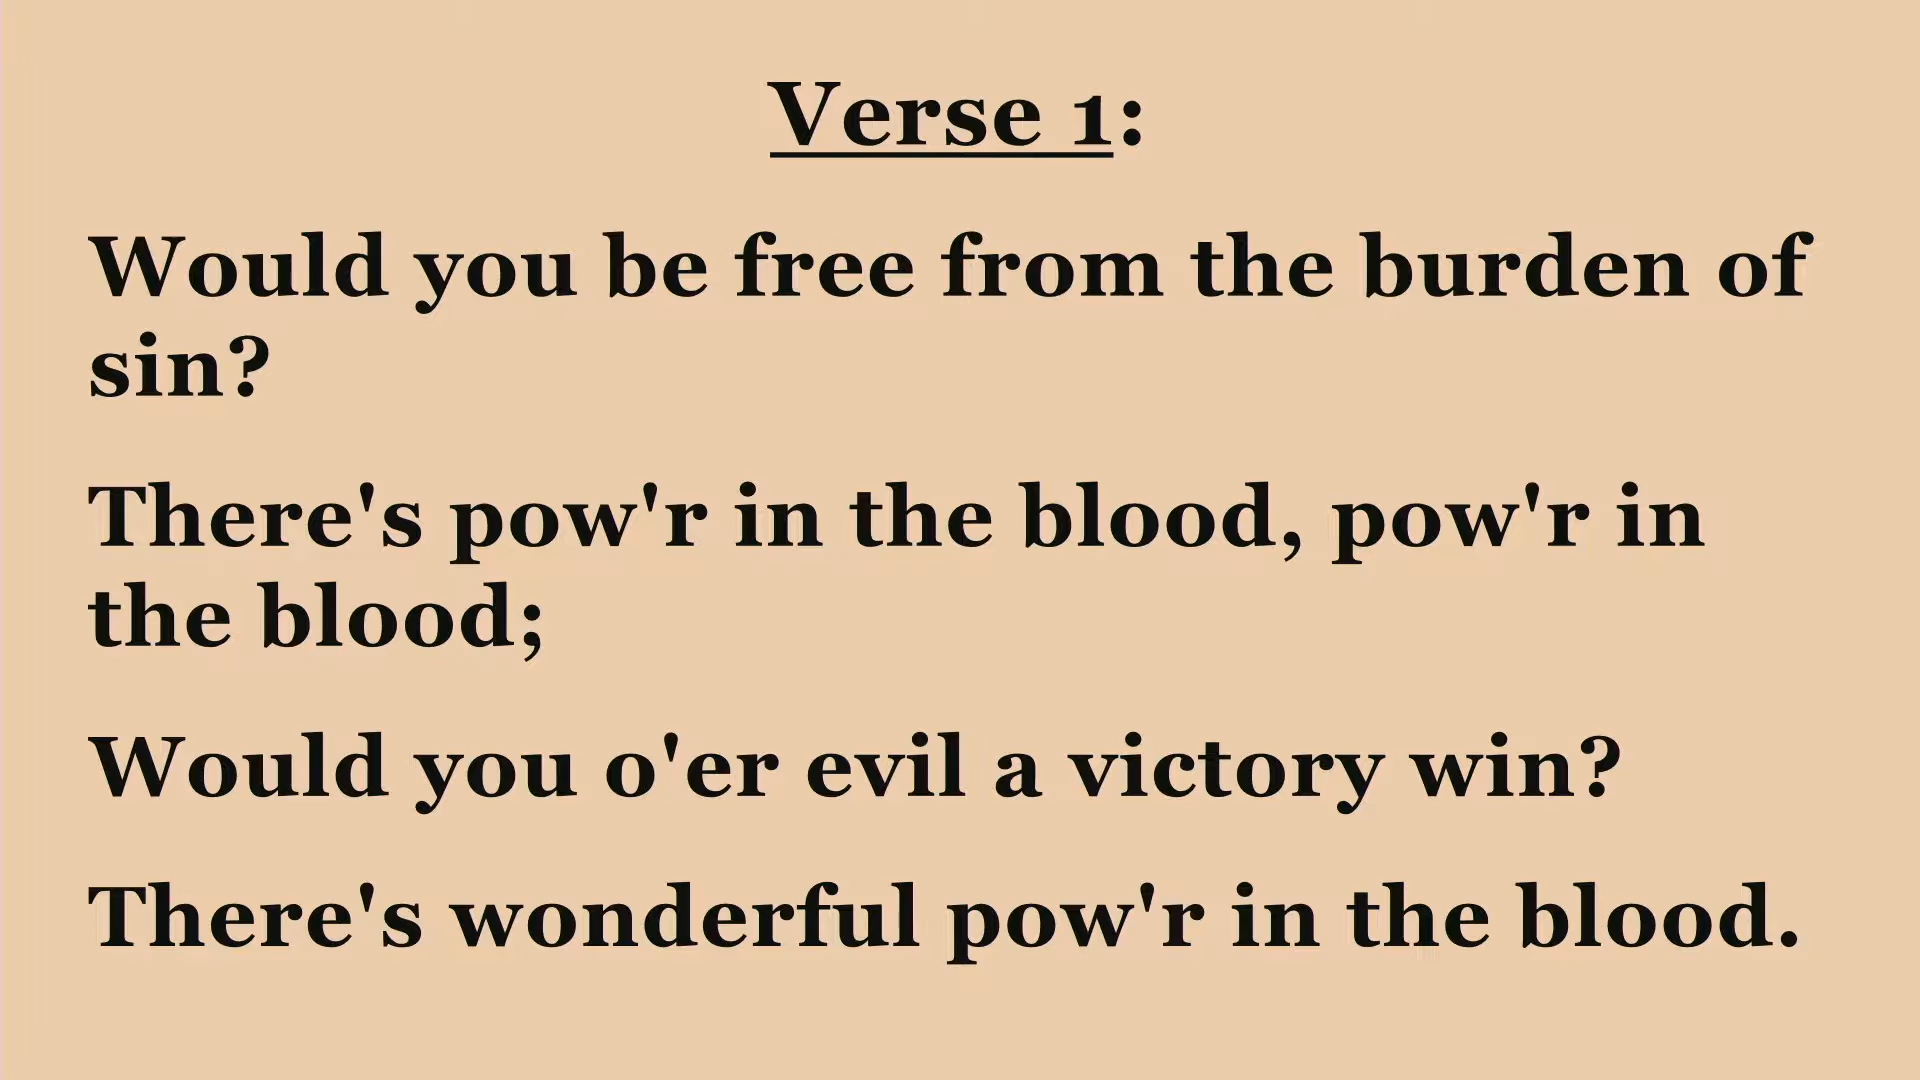 Verse 1:
Would you be free from the burden of
sin?
There's pow'r in the blood, pow'r in
the blood;
Would you o'er evil a victory win?
There's wonderful pow'r in the blood.